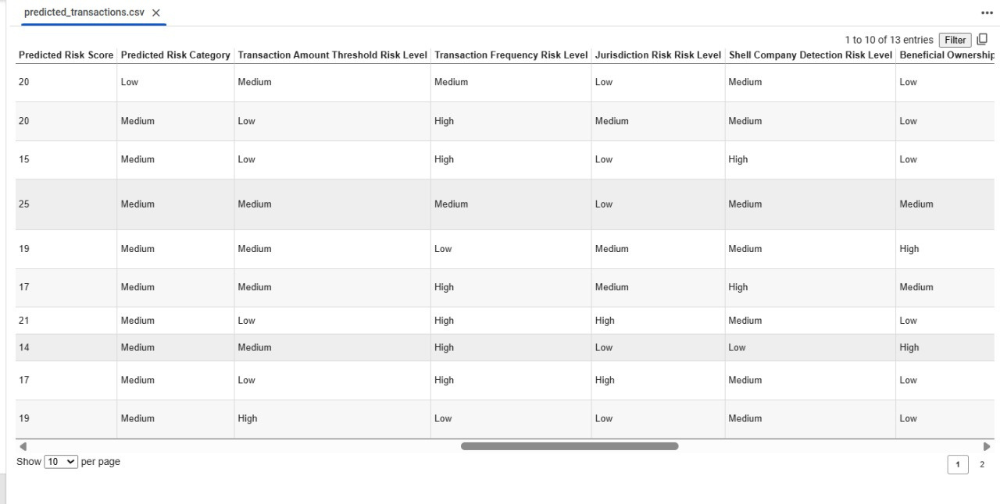 predicted_transactions.csv
1 to 10 of 13 entries Filter
Predicted Risk Score Predicted Risk Category Transaction Amount Threshold Risk Level Transaction Frequency Risk Level Jurisdiction Risk Risk Level Shell Company Detection Risk Level Beneficial Ownership
20 Low Medium Medium Low Medium Low
20 Medium Low High Medium Medium Low
15 Medium Low High Low High Low
25 Medium Medium Medium Low Medium Medium
19 Medium Medium Low Medium Medium High
17 Medium Medium High Medium High Medium
21 Medium Low High High Medium Low
14 Medium Medium High Low Low High
17 Medium Low High High Medium Low
19 Medium High Low Low Medium Low
Show 10 per page 1 2